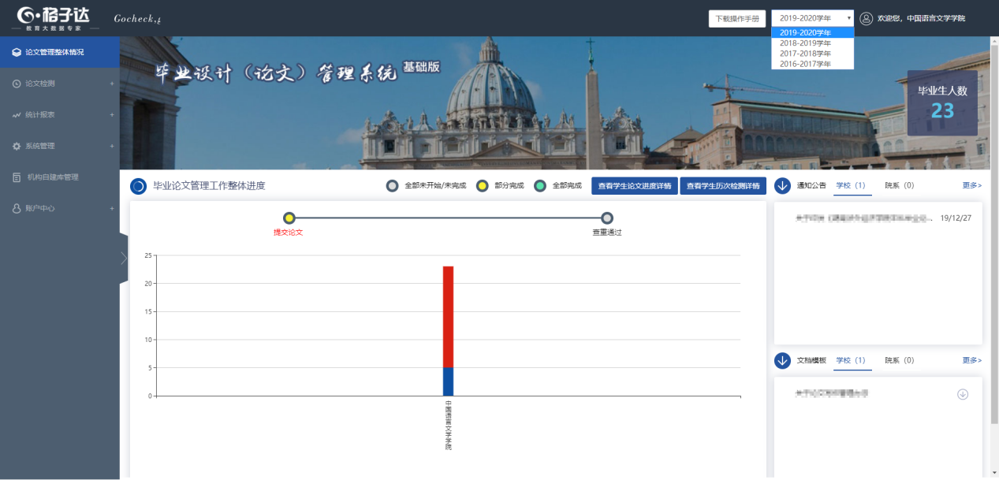 格子达
教育大数据专家
Gocheck,
下载操作手册
2019-2020学年
欢迎您，中国语言文学学院
2019-2020学年
2018-2019学年
2017-2018学年
2016-2017学年
论文管理整体情况
论文检测 +
统计报表 +
系统管理 +
机构自建库管理
账户中心 +
毕业设计（论文）管理系统 基础版
毕业生人数
23
毕业论文管理工作整体进度
全部未开始/未完成
部分完成
全部完成
查看学生论文进度详情
查看学生历次检测详情
提交论文
查重通过
25
20
15
10
5
0
中国语言文学学院
通知公告 学校（1） 院系（0） 更多>
19/12/27
文档模板 学校（1） 院系（0） 更多>